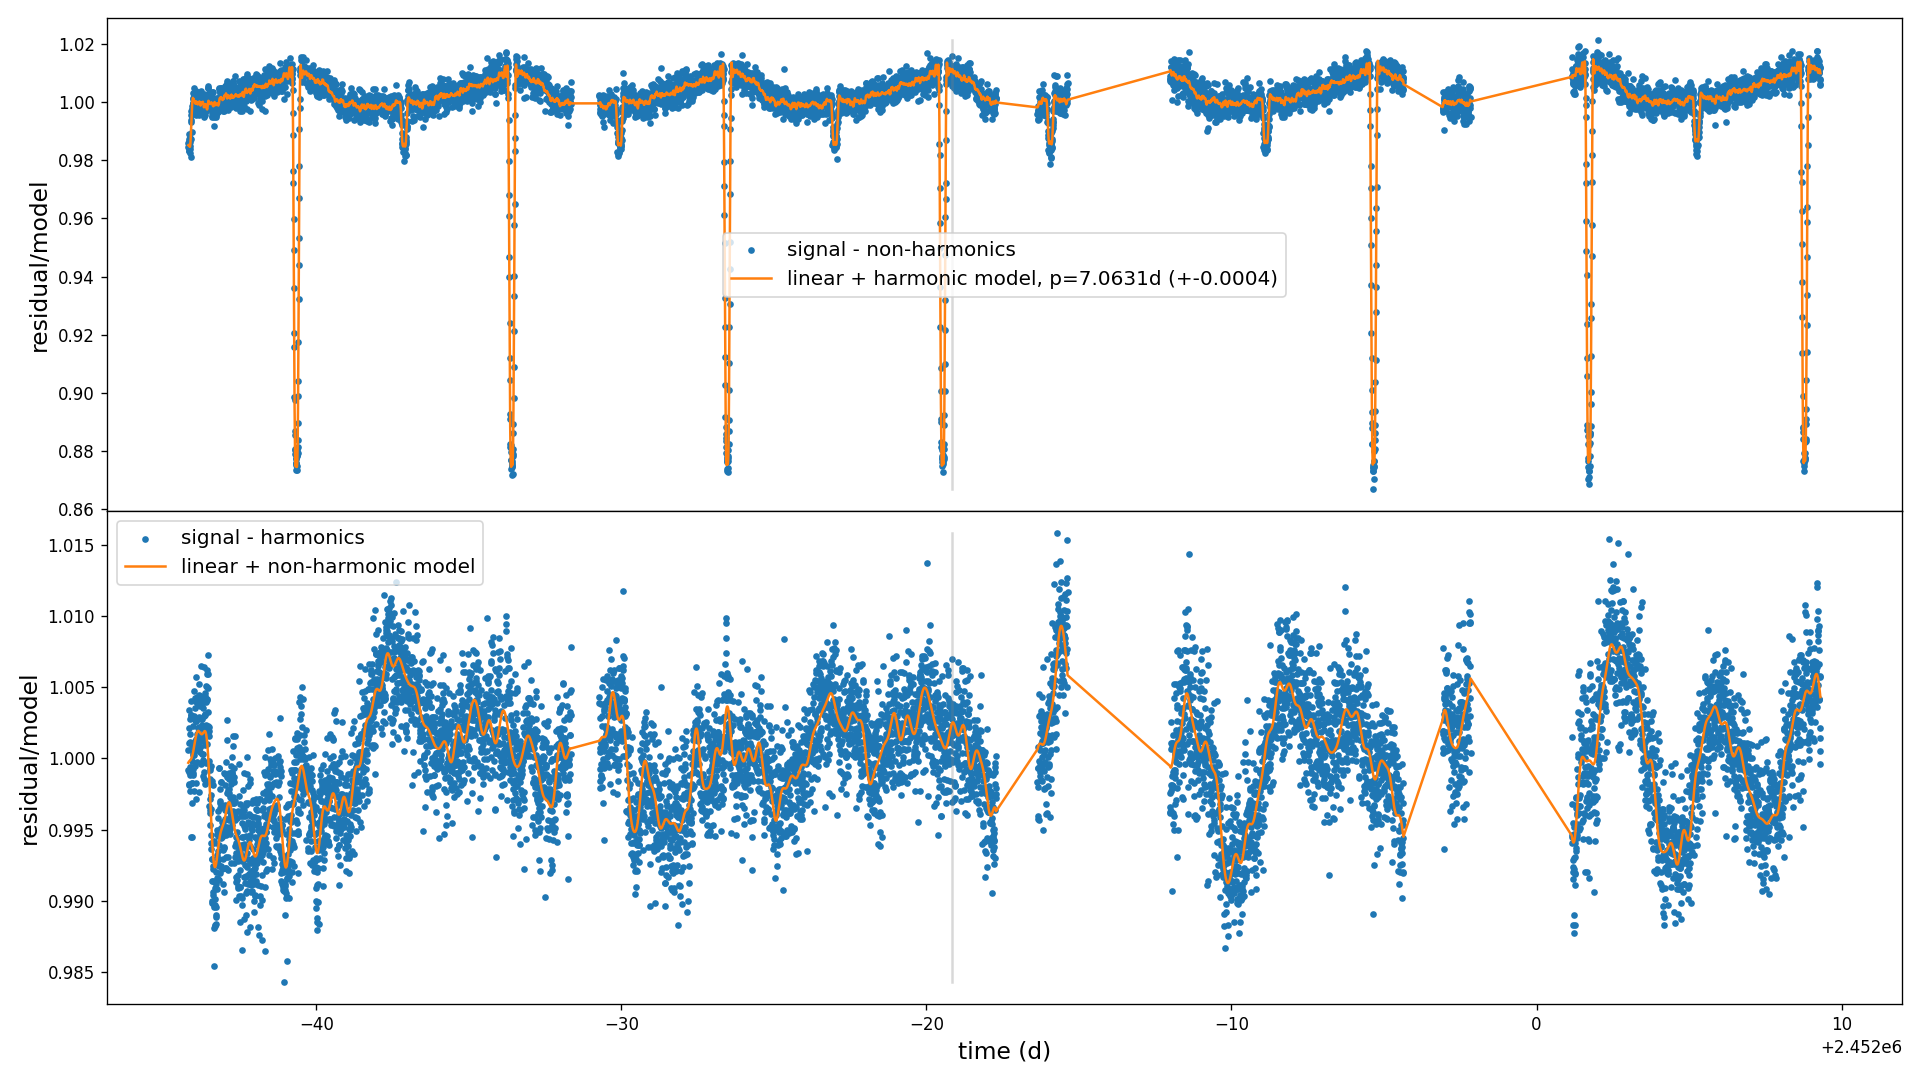 residual/model
1.02
1.00
0.98
0.96
0.94
0.92
0.90
0.88
0.86
signal - non-harmonics
linear + harmonic model, p=7.0631d (+-0.0004)
residual/model
1.015
1.010
1.005
1.000
0.995
0.990
0.985
signal - harmonics
linear + non-harmonic model
−40
−30
−20
−10
0
10
time (d)
+2.452e6